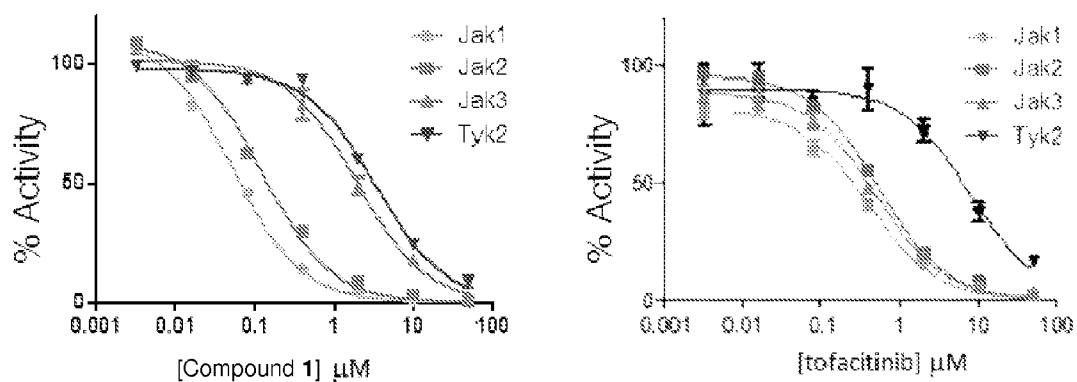 % Activity
100
50
0
0.001
0.01
0.1
1
10
100
[Compound 1] µM
Jak1
Jak2
Jak3
Tyk2
% Activity
100
50
0
0.001
0.01
0.1
1
10
100
[tofacitinib] µM
Jak1
Jak2
Jak3
Tyk2